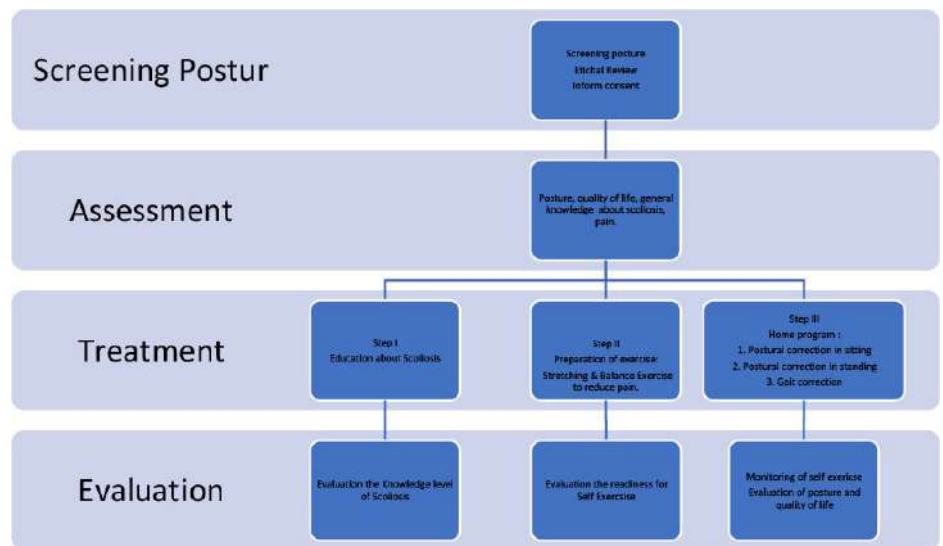 Screening Postur
Screening posture
Etichal Review
Inform consent
Assessment
Posture, quality of life, general
knowledge about scoliosis,
pain.
Treatment
Step I
Education about Scoliosis
Step II
Preparation of exercise:
Stretching & Balance Exercise
to reduce pain.
Step III
Home program :
1. Postural correction in sitting
2. Postural correction in standing
3. Gait correction
Evaluation
Evaluation the Knowledge level
of Scoliosis
Evaluation the readiness for
Self Exercise
Monitoring of self exericse
Evaluation of posture and
quality of life